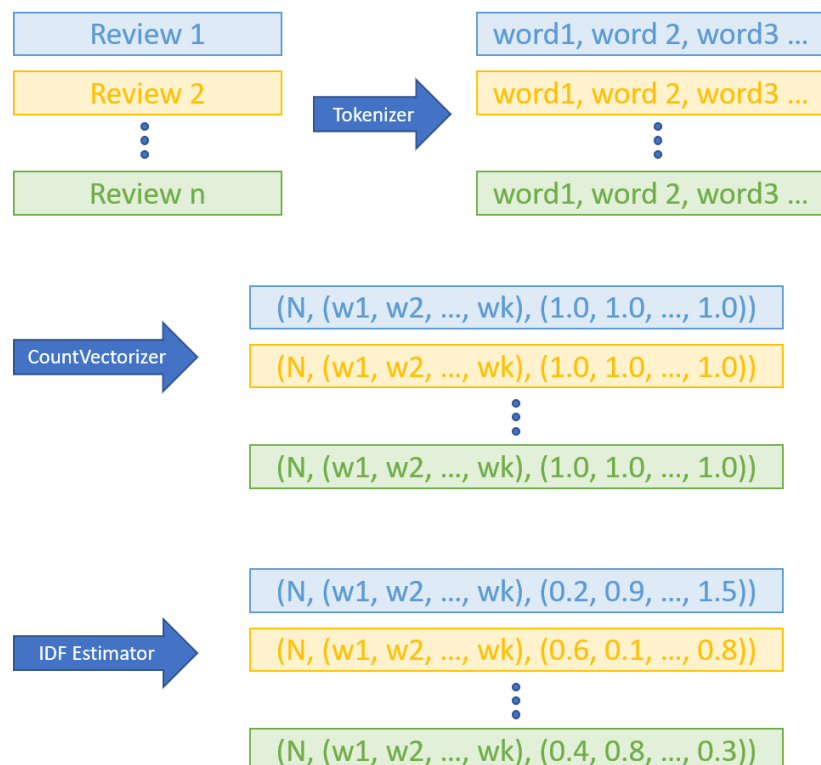 Review 1
word1, word 2, word3 ...
Review 2
word1, word 2, word3 ...
Tokenizer
Review n
word1, word 2, word3 ...
(N, (w1, w2, ..., wk), (1.0, 1.0, ..., 1.0))
CountVectorizer
(N, (w1, w2, ..., wk), (1.0, 1.0, ..., 1.0))
(N, (w1, w2, ..., wk), (1.0, 1.0, ..., 1.0))
(N, (w1, w2, ..., wk), (0.2, 0.9, ..., 1.5))
IDF Estimator
(N, (w1, w2, ..., wk), (0.6, 0.1, ..., 0.8))
(N, (w1, w2, ..., wk), (0.4, 0.8, ..., 0.3))